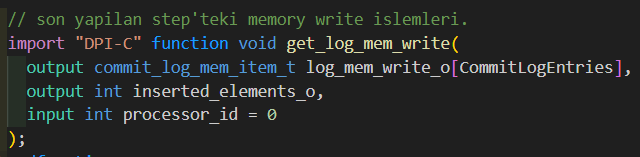 // son yapilan step'teki memory write islemleri.
import "DPI-C" function void get_log_mem_write(
  output commit_log_mem_item_t log_mem_write_o[CommitLogEntries],
  output int inserted_elements_o,
  input int processor_id = 0
);